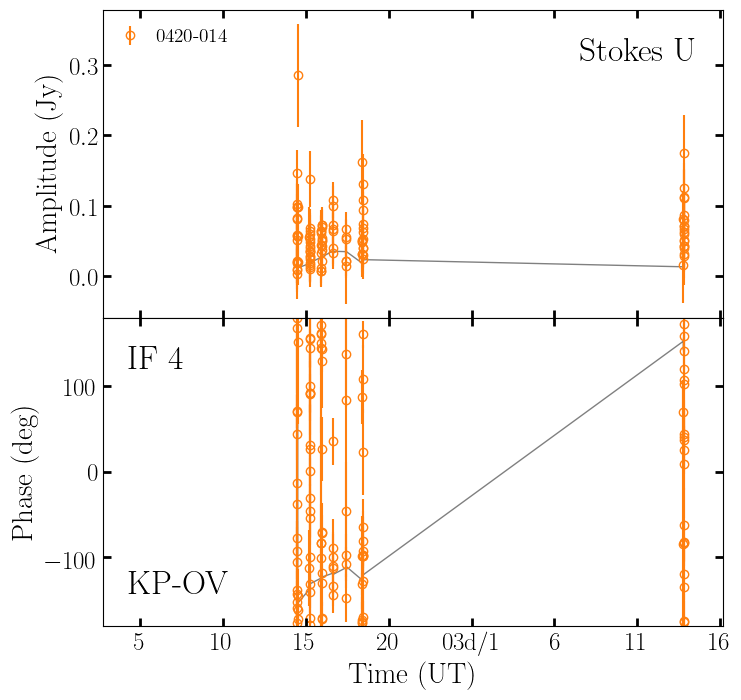 0420-014
Stokes U
Amplitude (Jy)
0.3
0.2
0.1
0.0
IF 4
Phase (deg)
100
0
−100
KP-OV
5 10 15 20 03d/1 6 11 16
Time (UT)